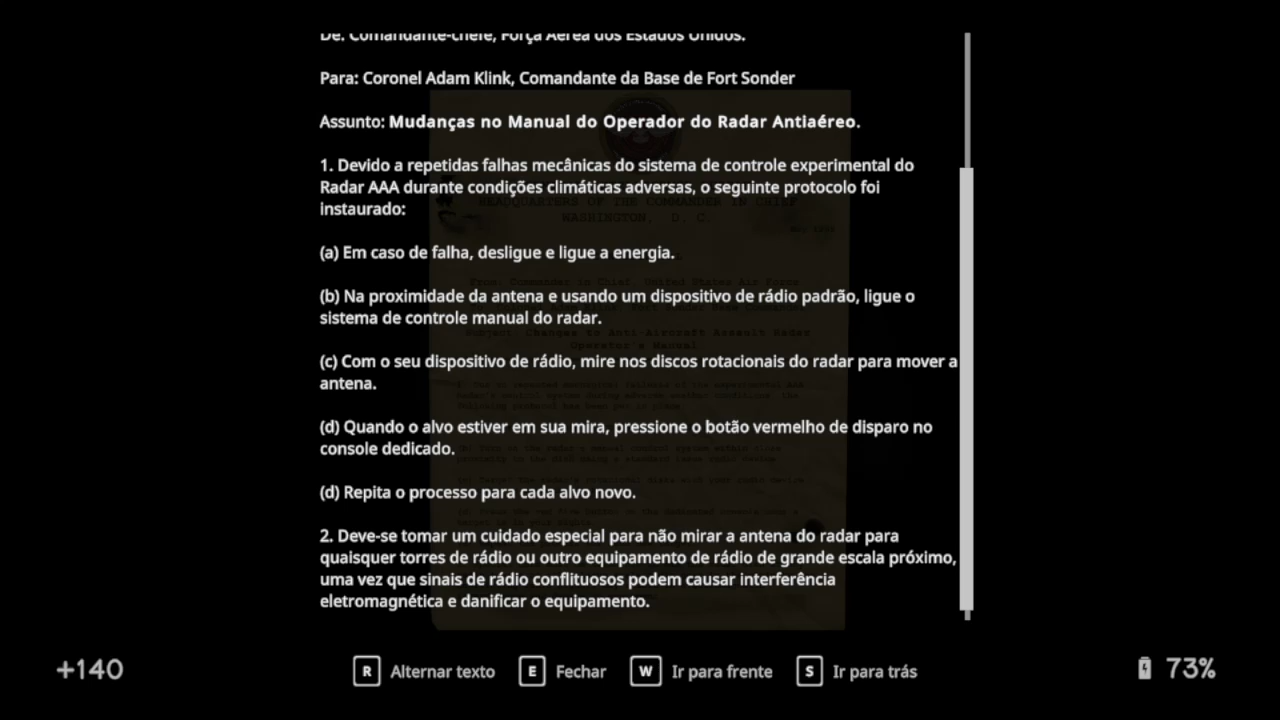 De: Comandante-chefe, Força Aérea dos Estados Unidos.
Para: Coronel Adam Klink, Comandante da Base de Fort Sonder
Assunto: Mudanças no Manual do Operador do Radar Antiaéreo.
1. Devido a repetidas falhas mecânicas do sistema de controle experimental do
Radar AAA durante condições climáticas adversas, o seguinte protocolo foi
instaurado:
(a) Em caso de falha, desligue e ligue a energia.
(b) Na proximidade da antena e usando um dispositivo de rádio padrão, ligue o
sistema de controle manual do radar.
(c) Com o seu dispositivo de rádio, mire nos discos rotacionais do radar para mover a
antena.
(d) Quando o alvo estiver em sua mira, pressione o botão vermelho de disparo no
console dedicado.
(d) Repita o processo para cada alvo novo.
2. Deve-se tomar um cuidado especial para não mirar a antena do radar para
quaisquer torres de rádio ou outro equipamento de rádio de grande escala próximo,
uma vez que sinais de rádio conflituosos podem causar interferência
eletromagnética e danificar o equipamento.
HEADQUARTERS OF THE COMMANDER IN CHIEF
WASHINGTON, D. C.
+140
R Alternar texto E Fechar W Ir para frente S Ir para trás
73%